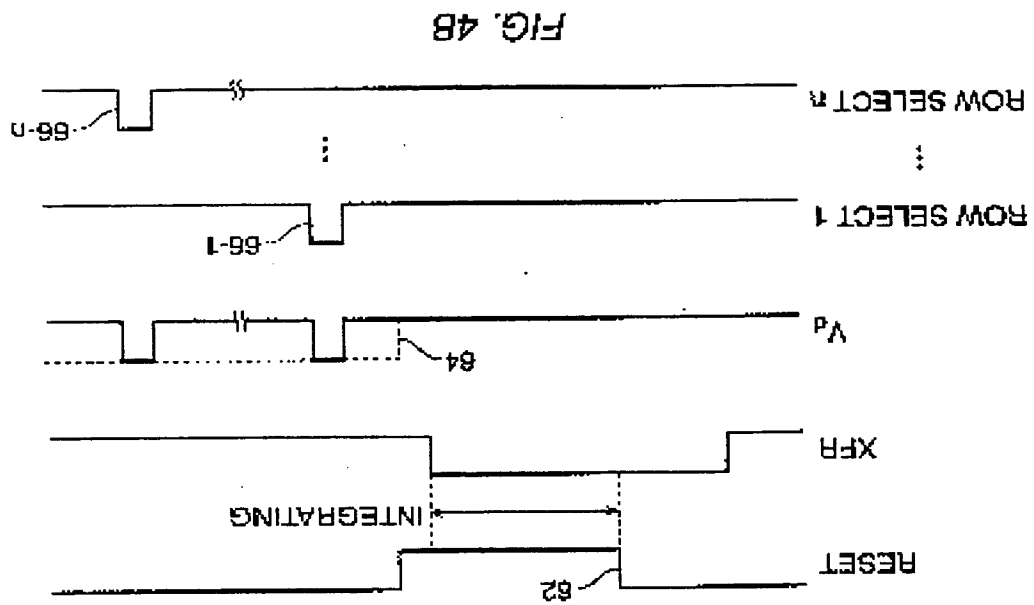 RESET
62
INTEGRATING
XFR
64
Vd
ROW SELECT 1
66-1
ROW SELECT n
66-n
FIG. 4B